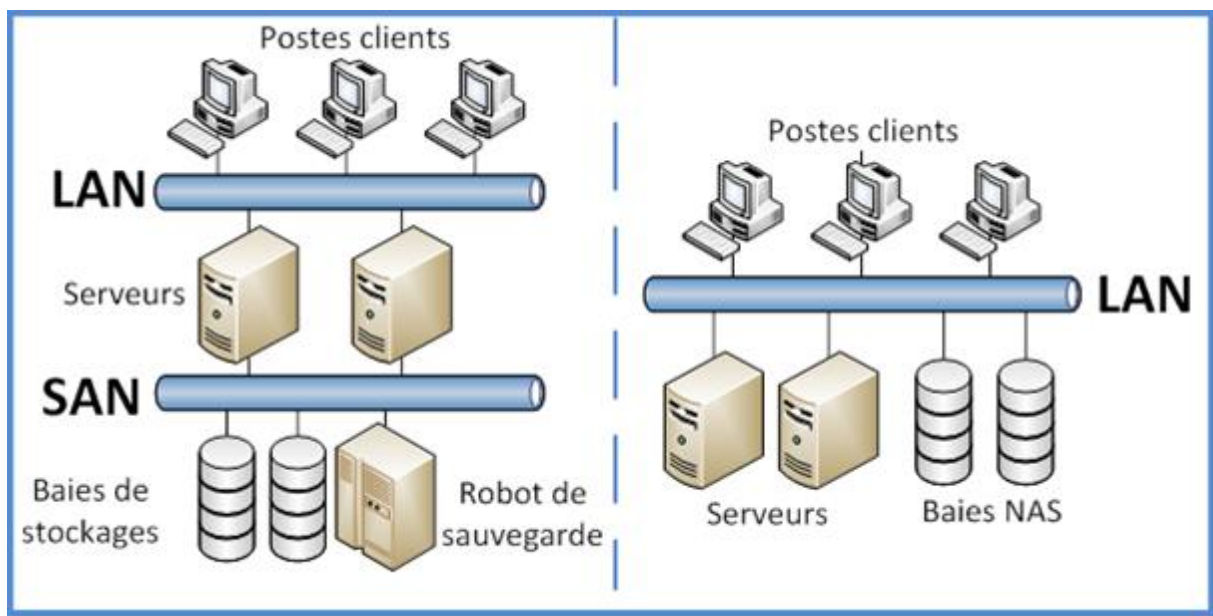 Postes clients
LAN
Serveurs
SAN
Baies de
stockages
Robot de
sauvegarde
Postes clients
LAN
Serveurs
Baies NAS